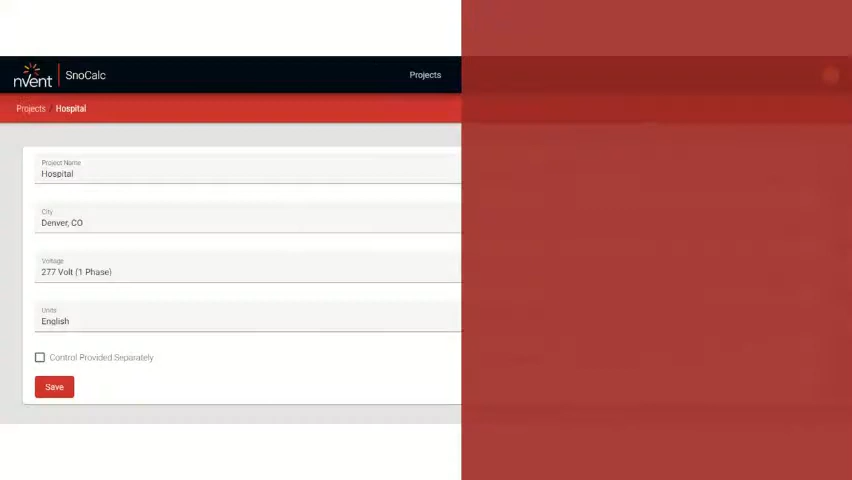 nVent SnoCalc Projects
Projects / Hospital
Project Name
Hospital
City
Denver, CO
Voltage
277 Volt (1 Phase)
Units
English
Control Provided Separately
Save